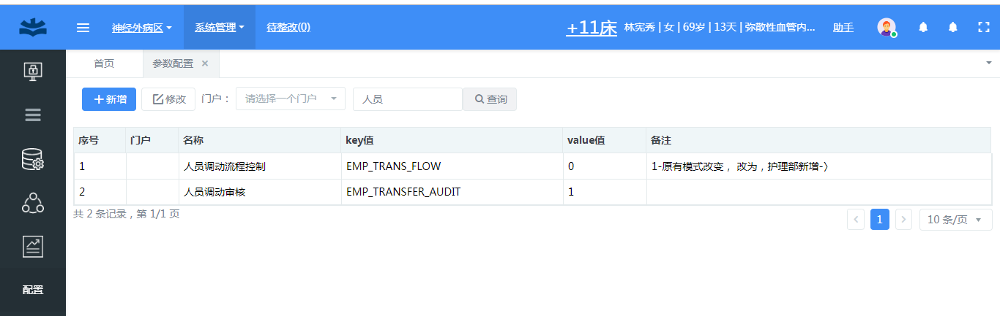 神经外病区 系统管理 待整改(0) +11床 林宪秀 | 女 | 69岁 | 13天 | 弥散性血管内... 助手
首页 参数配置 ×
+新增 修改 门户： 请选择一个门户 人员 查询
序号 门户 名称 key值 value值 备注
1 人员调动流程控制 EMP_TRANS_FLOW 0 1-原有模式改变， 改为，护理部新增-〉
2 人员调动审核 EMP_TRANSFER_AUDIT 1
共 2 条记录，第 1/1 页 < 1 > 10 条/页
配置